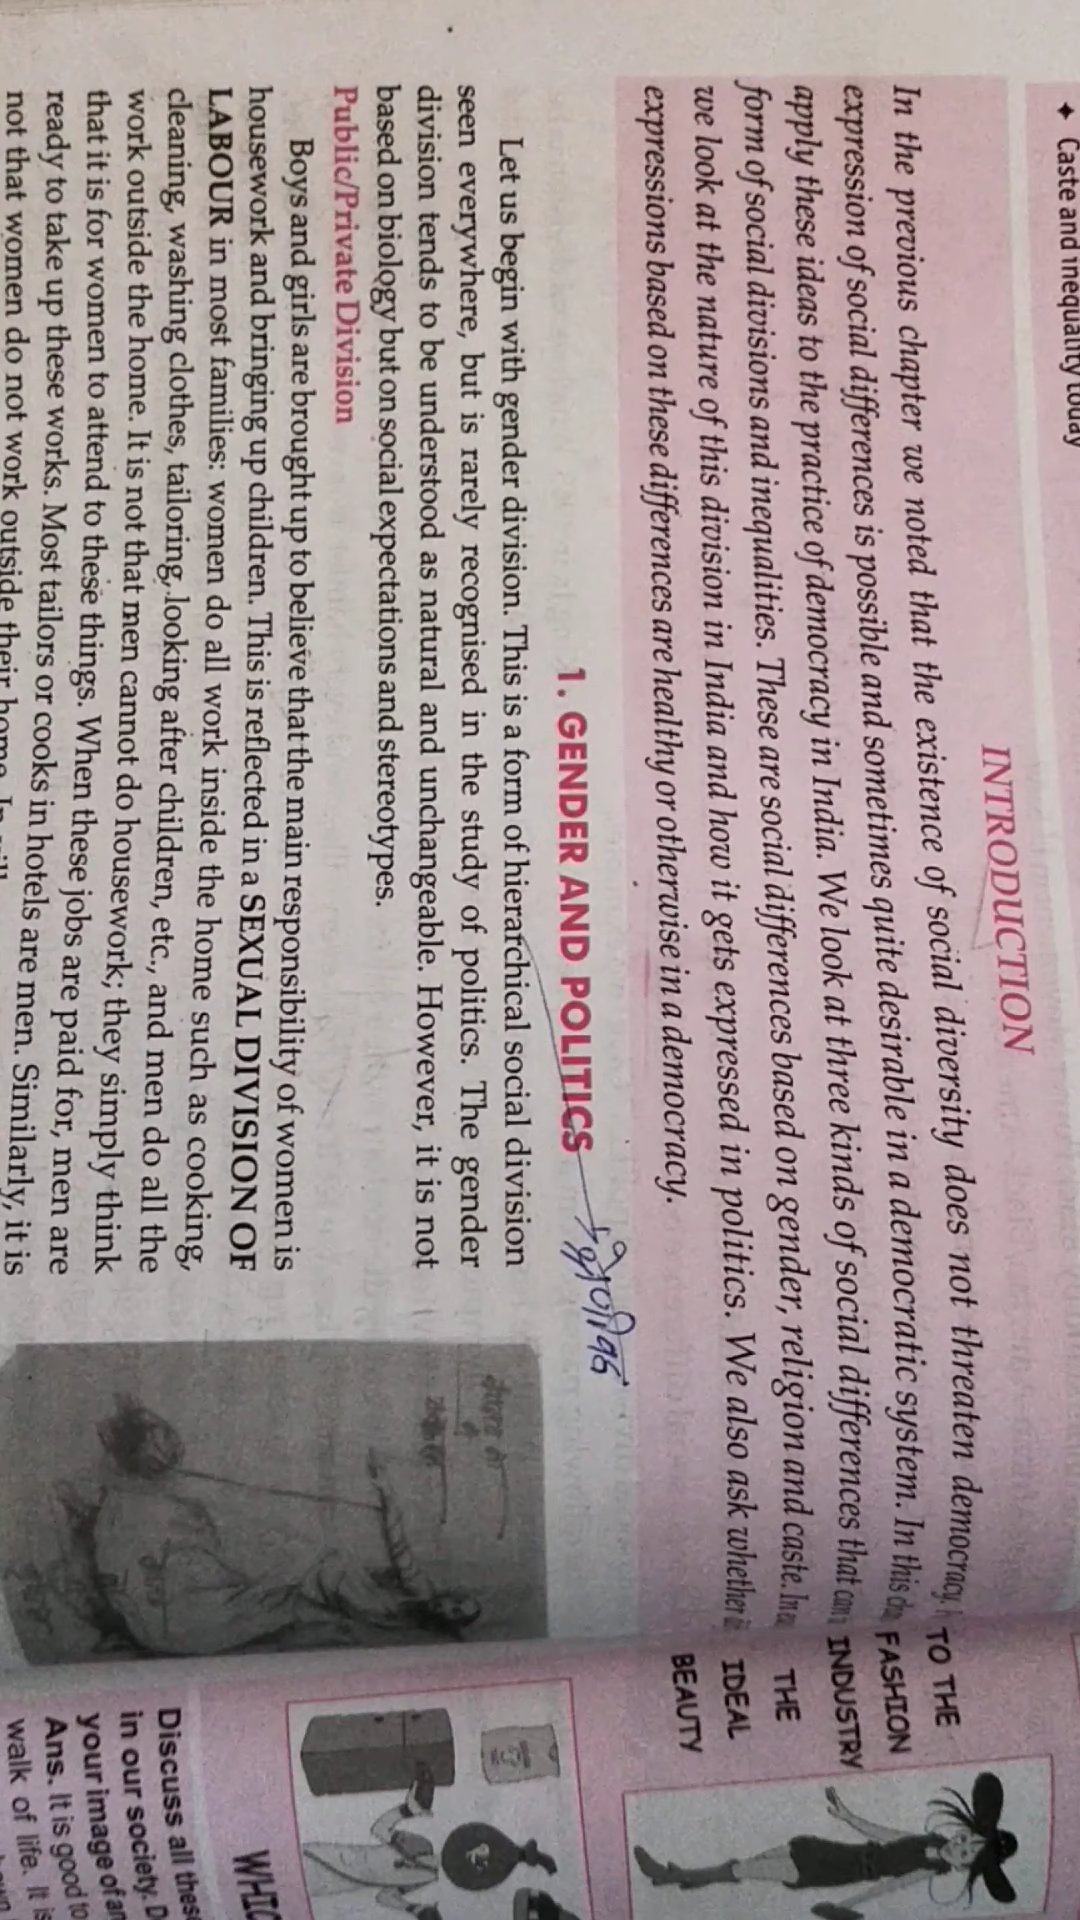 ✦ Caste and inequality today
INTRODUCTION
In the previous chapter we noted that the existence of social diversity does not threaten democracy.
expression of social differences is possible and sometimes quite desirable in a democratic system. In this
apply these ideas to the practice of democracy in India. We look at three kinds of social differences that can
form of social divisions and inequalities. These are social differences based on gender, religion and caste.
we look at the nature of this division in India and how it gets expressed in politics. We also ask whether
expressions based on these differences are healthy or otherwise in a democracy.
1. GENDER AND POLITICS
Let us begin with gender division. This is a form of hierarchical social division
seen everywhere, but is rarely recognised in the study of politics. The gender
division tends to be understood as natural and unchangeable. However, it is not
based on biology but on social expectations and stereotypes.
Public/Private Division
Boys and girls are brought up to believe that the main responsibility of women is
housework and bringing up children. This is reflected in a SEXUAL DIVISION OF
LABOUR in most families: women do all work inside the home such as cooking,
cleaning, washing clothes, tailoring, looking after children, etc., and men do all the
work outside the home. It is not that men cannot do housework; they simply think
that it is for women to attend to these things. When these jobs are paid for, men are
ready to take up these works. Most tailors or cooks in hotels are men. Similarly, it is
not that women do not work outside their home. In
TO THE
FASHION
INDUSTRY
THE
IDEAL
BEAUTY
WHIC
Discuss all these
in our society. D
your image of an
Ans. It is good to
walk of life. It is